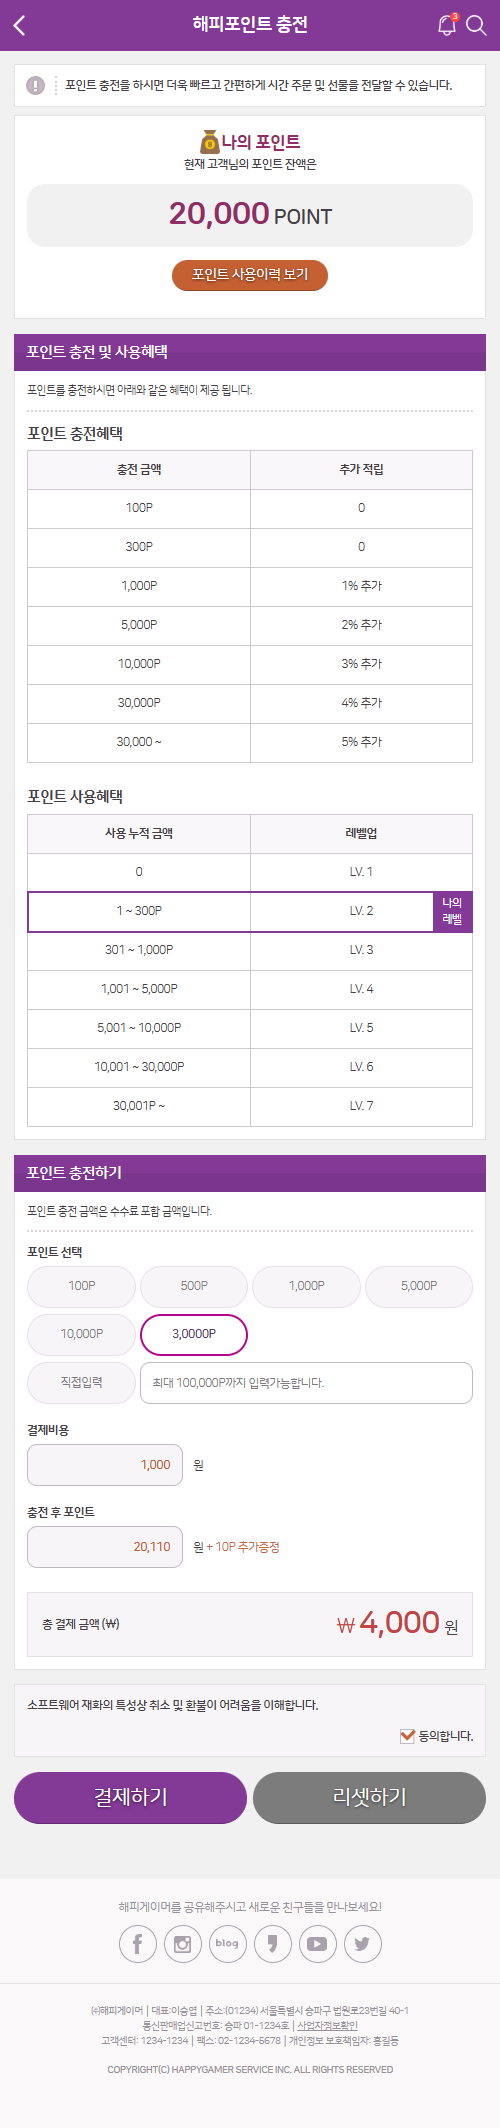 해피포인트 충전
3
포인트 충전을 하시면 더욱 빠르고 간편하게 시간 주문 및 선물을 전달할 수 있습니다.
나의 포인트
현재 고객님의 포인트 잔액은
20,000 POINT
포인트 사용이력 보기
포인트 충전 및 사용혜택
포인트를 충전하시면 아래와 같은 혜택이 제공 됩니다.
포인트 충전혜택
충전 금액 추가 적립
100P 0
300P 0
1,000P 1% 추가
5,000P 2% 추가
10,000P 3% 추가
30,000P 4% 추가
30,000 ~ 5% 추가
포인트 사용혜택
사용 누적 금액 레벨업
0 LV. 1
1 ~ 300P LV. 2 나의 레벨
301 ~ 1,000P LV. 3
1,001 ~ 5,000P LV. 4
5,001 ~ 10,000P LV. 5
10,001 ~ 30,000P LV. 6
30,001P ~ LV. 7
포인트 충전하기
포인트 충전 금액은 수수료 포함 금액입니다.
포인트 선택
100P 500P 1,000P 5,000P
10,000P 3,0000P
직접입력 최대 100,000P까지 입력가능합니다.
결제비용
1,000 원
충전 후 포인트
20,110 원 + 10P 추가증정
총 결제 금액 (₩) ₩ 4,000 원
소프트웨어 재화의 특성상 취소 및 환불이 어려움을 이해합니다.
동의합니다.
결제하기 리셋하기
해피게이머를 공유해주시고 새로운 친구들을 만나보세요!
blog
㈜해피게이머 | 대표:이승엽 | 주소:(01234) 서울특별시 송파구 법원로23번길 40-1
통신판매업신고번호: 송파 01-1234호 | 사업자정보확인
고객센터: 1234-1234 | 팩스: 02-1234-5678 | 개인정보 보호책임자: 홍길동
COPYRIGHT(C) HAPPYGAMER SERVICE INC. ALL RIGHTS RESERVED